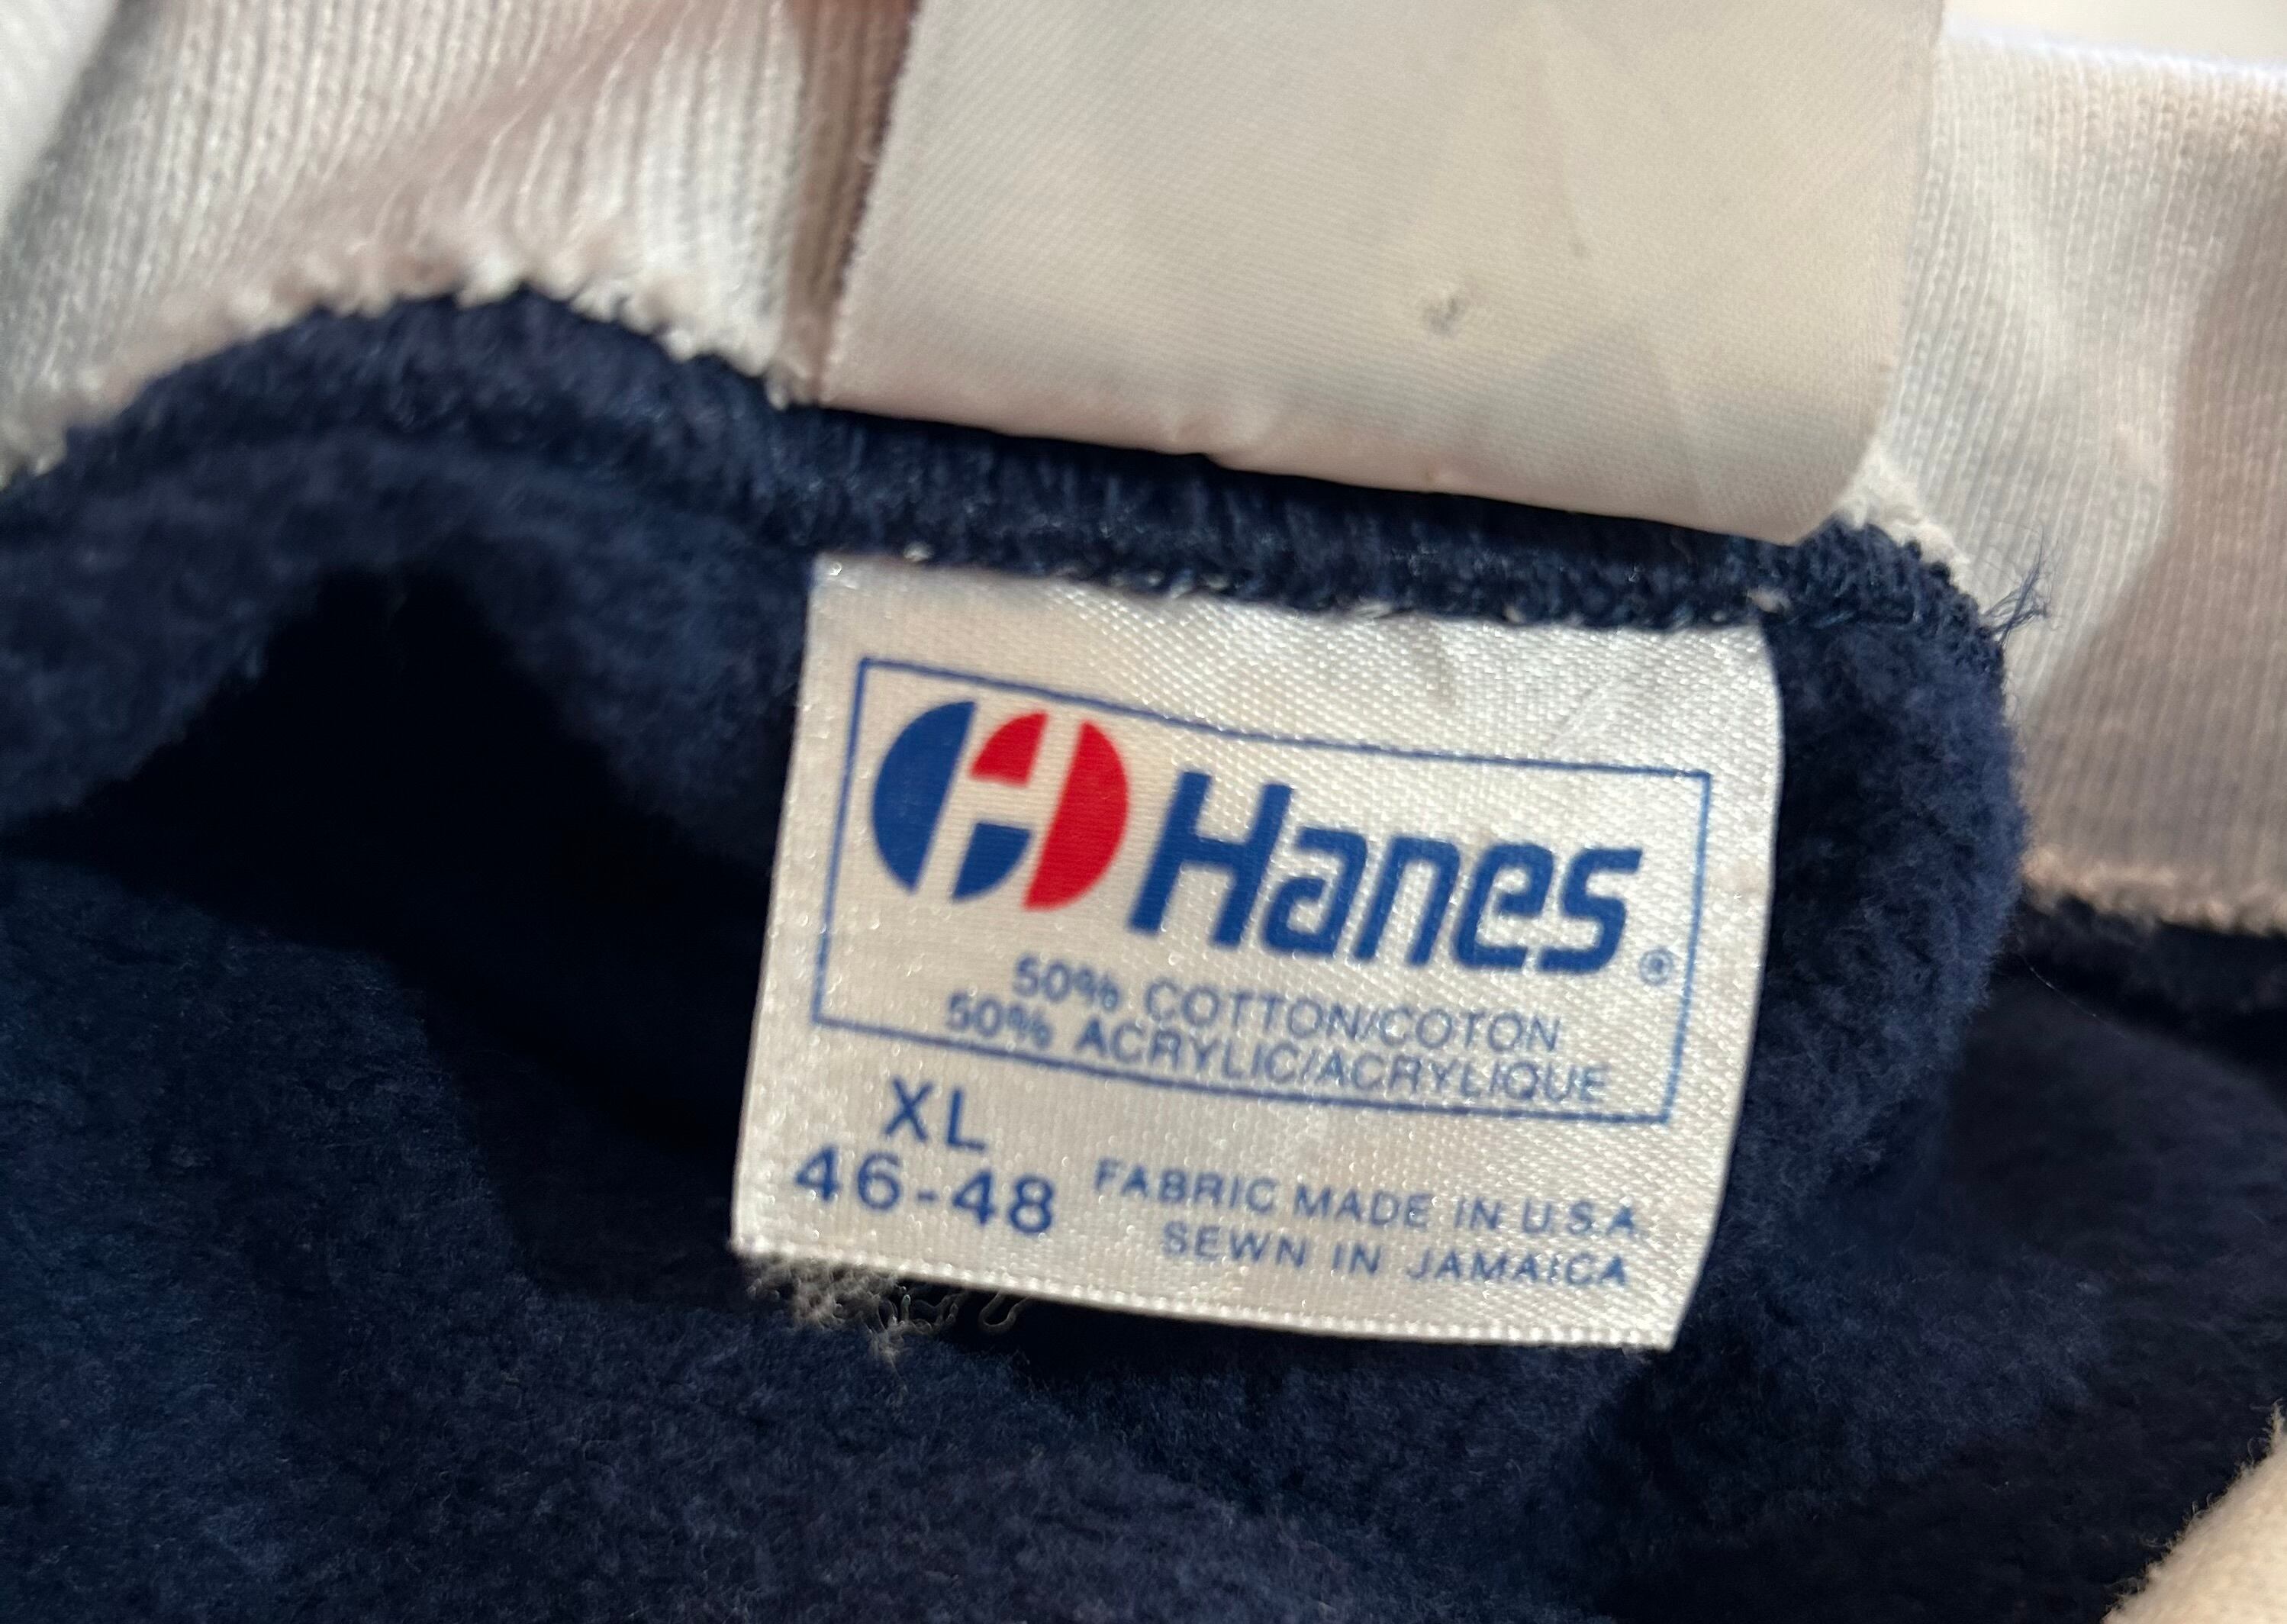 Hanes®
50% COTTON/COTON
50% ACRYLIC/ACRYLIQUE
XL
46-48
FABRIC MADE IN U.S.A.
SEWN IN JAMAICA